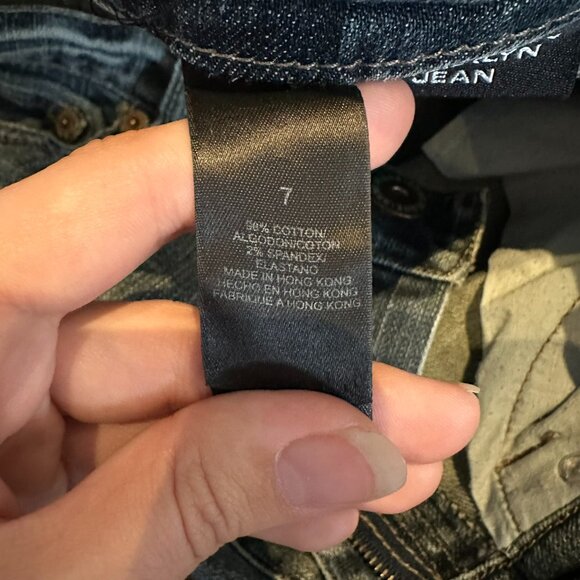 JEAN
7
98% COTTON/
ALGODON/COTON
2% SPANDEX/
ELASTANO
MADE IN HONG KONG
HECHO EN HONG KONG
FABRIQUE A HONG KONG